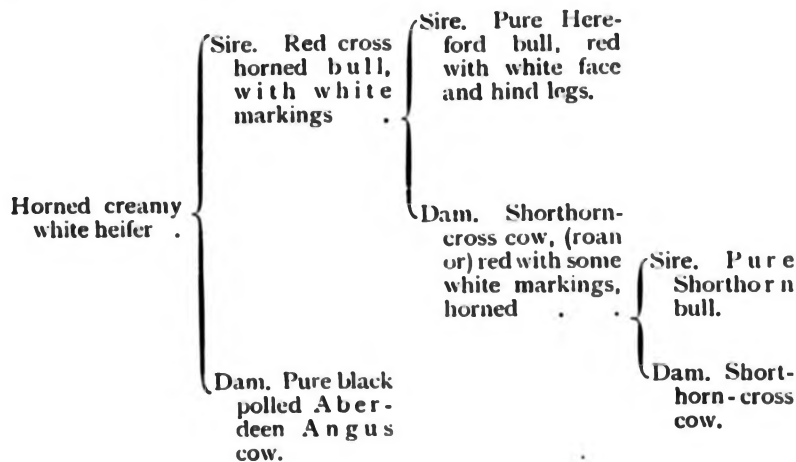 Horned creamy
white heifer .
Sire. Red cross
horned bull,
with white
markings .
Dam. Pure black
polled Aber-
deen Angus
cow.
Sire. Pure Here-
ford bull, red
with white face
and hind legs.
Dam. Shorthorn-
cross cow, (roan
or) red with some
white markings,
horned . .
Sire. Pure
Shorthorn
bull.
Dam. Short-
horn-cross
cow.